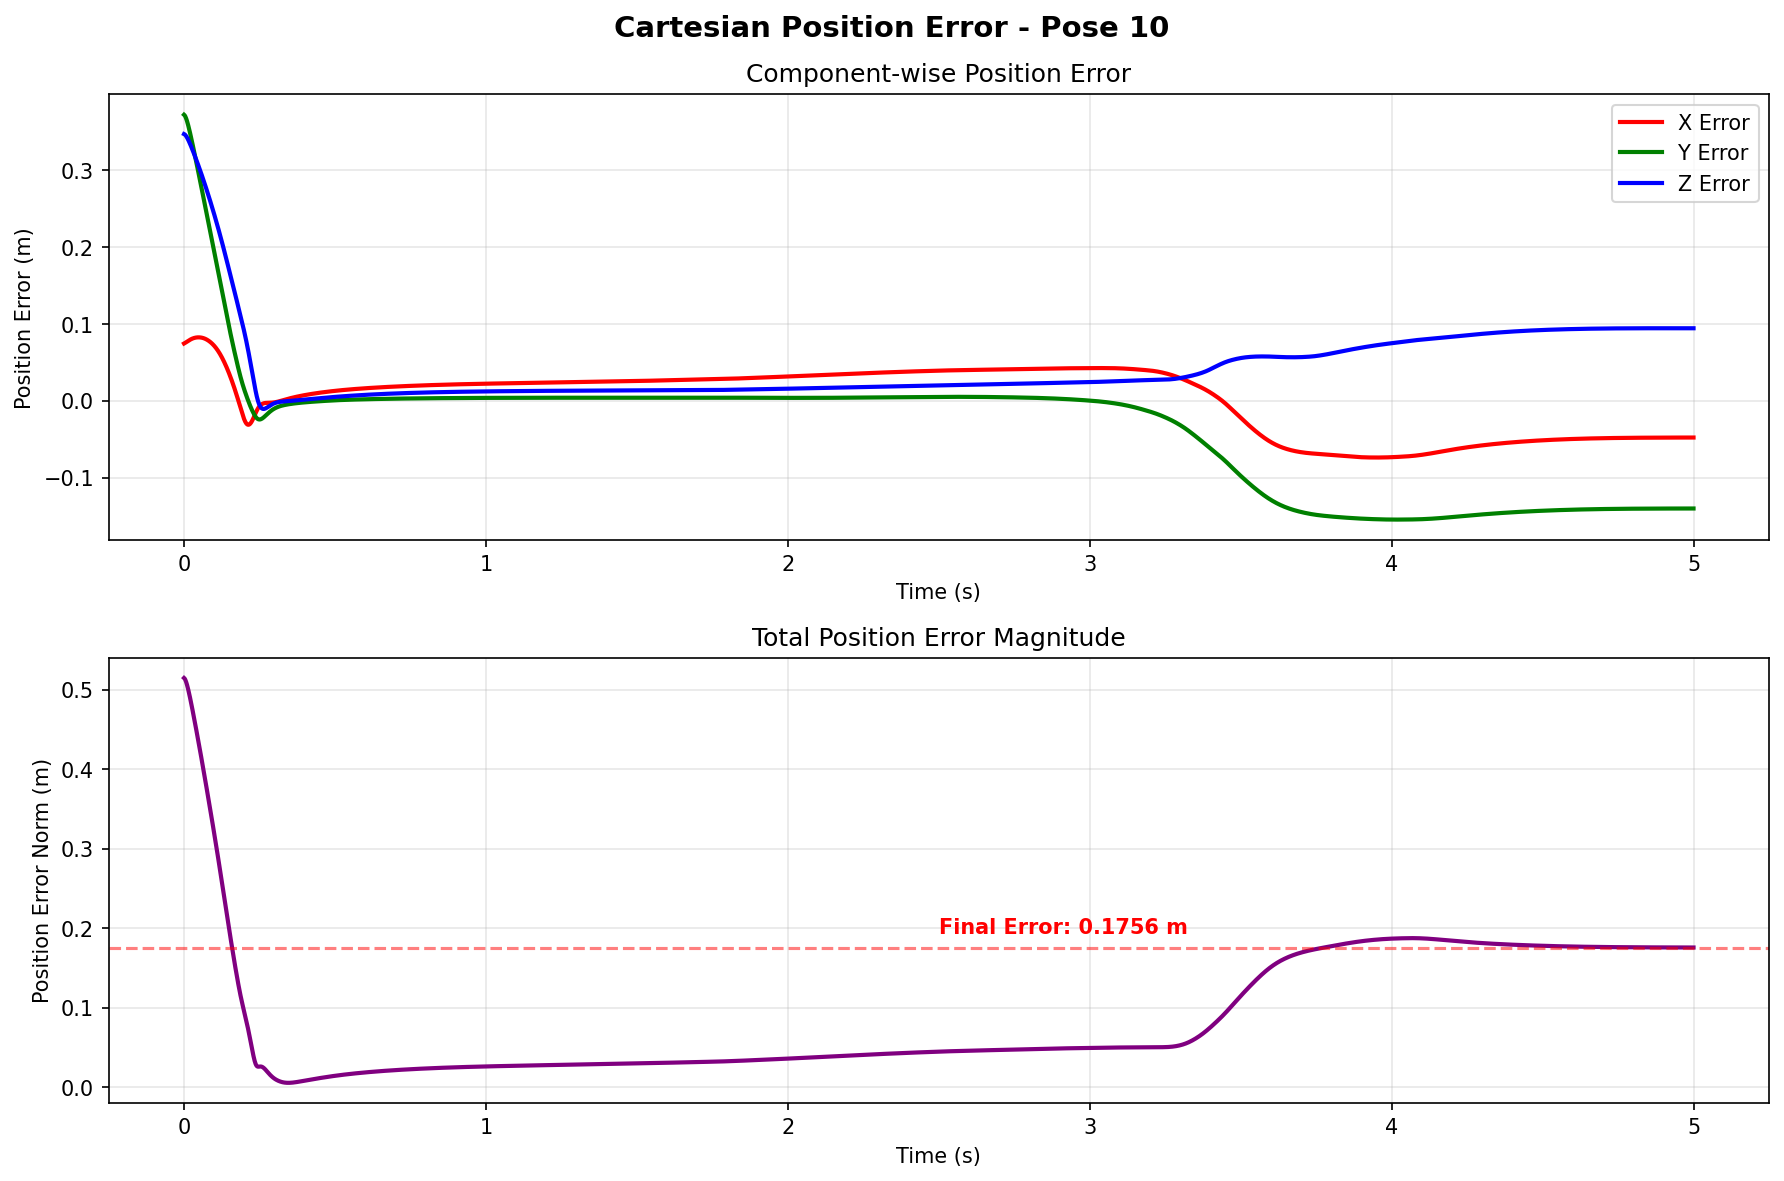 Cartesian Position Error - Pose 10
Component-wise Position Error
Position Error (m)
0.3
0.2
0.1
0.0
−0.1
X Error
Y Error
Z Error
0 1 2 3 4 5
Time (s)
Total Position Error Magnitude
Position Error Norm (m)
0.5
0.4
0.3
0.2
0.1
0.0
Final Error: 0.1756 m
0 1 2 3 4 5
Time (s)